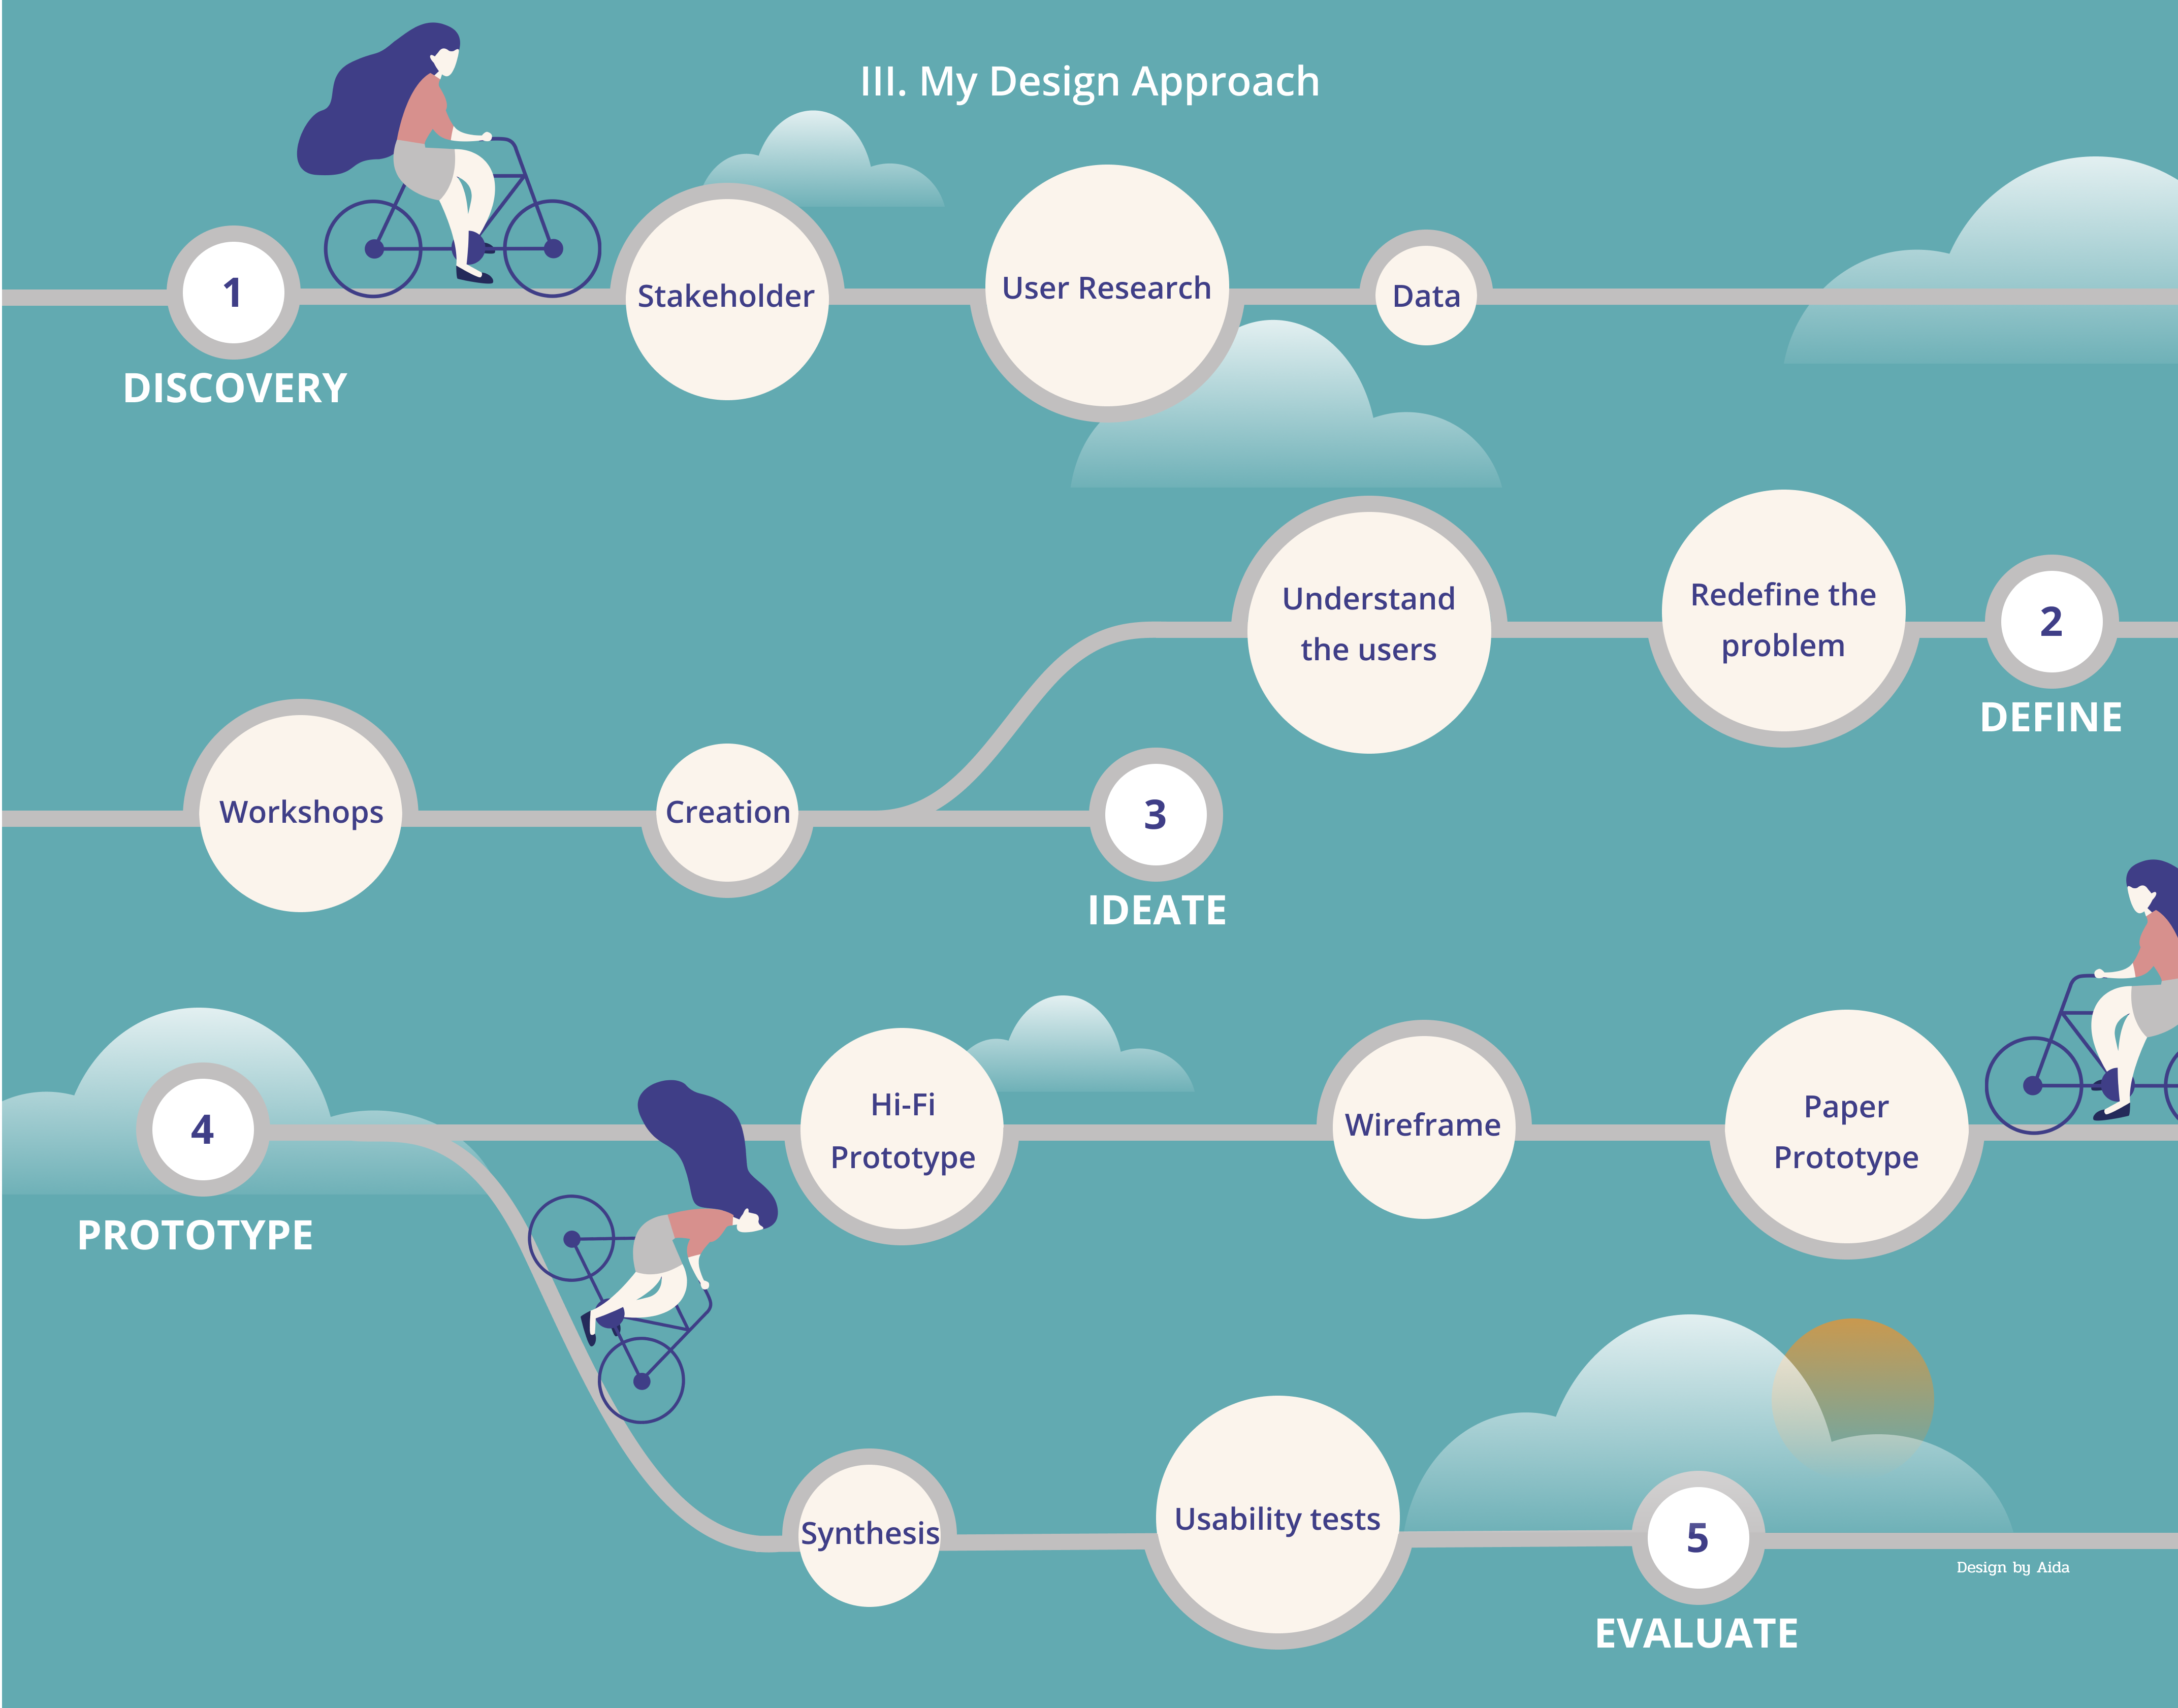 III. My Design Approach
1
DISCOVERY
Stakeholder
User Research
Data
Understand
the users
Redefine the
problem
2
DEFINE
Workshops
Creation
3
IDEATE
4
PROTOTYPE
Hi-Fi
Prototype
Wireframe
Paper
Prototype
Synthesis
Usability tests
5
EVALUATE
Design by Aida